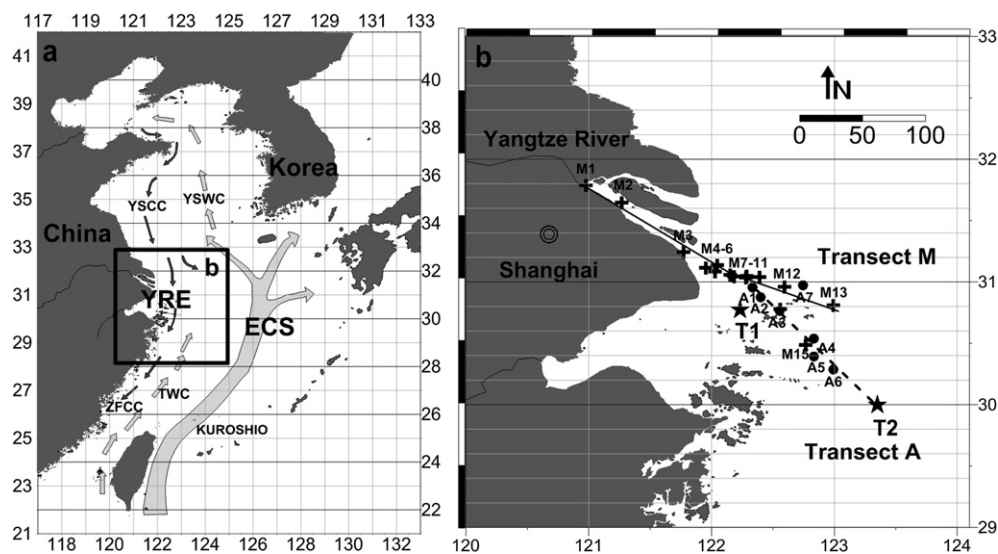 117 119 121 123 125 127 129 131 133
a
42
41
40
39
38
37
36
35
34
33
32
31
30
29
28
27
26
25
24
23
22
21
118 120 122 124 126 128 130 132
Korea
YSCC
YSWC
China
b
YRE
ECS
TWC
ZFCC
KUROSHIO
b
N
0 50 100
33
32
31
30
29
120 121 122 123 124
Yangtze River
M1
M2
M3
M4-6
Shanghai
M7-11
M12
Transect M
A1
A2
A7
M13
A3
T1
A4
M15
A5
A6
T2
Transect A